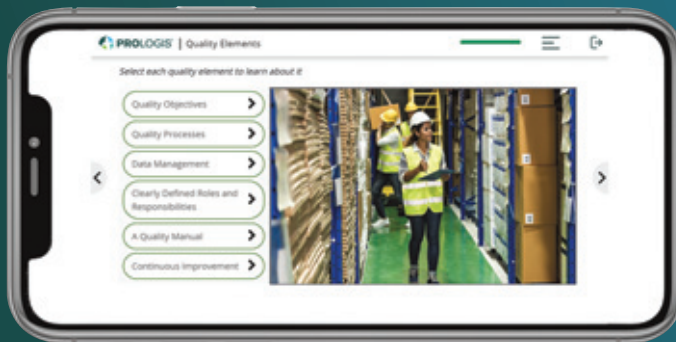 PROLOGIS | Quality Elements
Select each quality element to learn about it
Quality Objectives
Quality Processes
Data Management
Clearly Defined Roles and
Responsibilities
A Quality Manual
Continuous Improvement